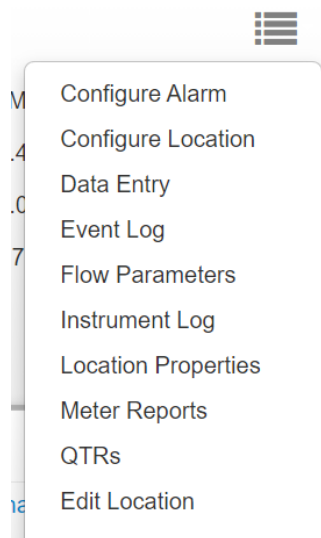 Configure Alarm
Configure Location
Data Entry
Event Log
Flow Parameters
Instrument Log
Location Properties
Meter Reports
QTRs
Edit Location